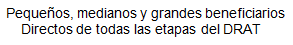 Pequeños, medianos y grandes beneficiarios
Directos de todas las etapas del DRAT